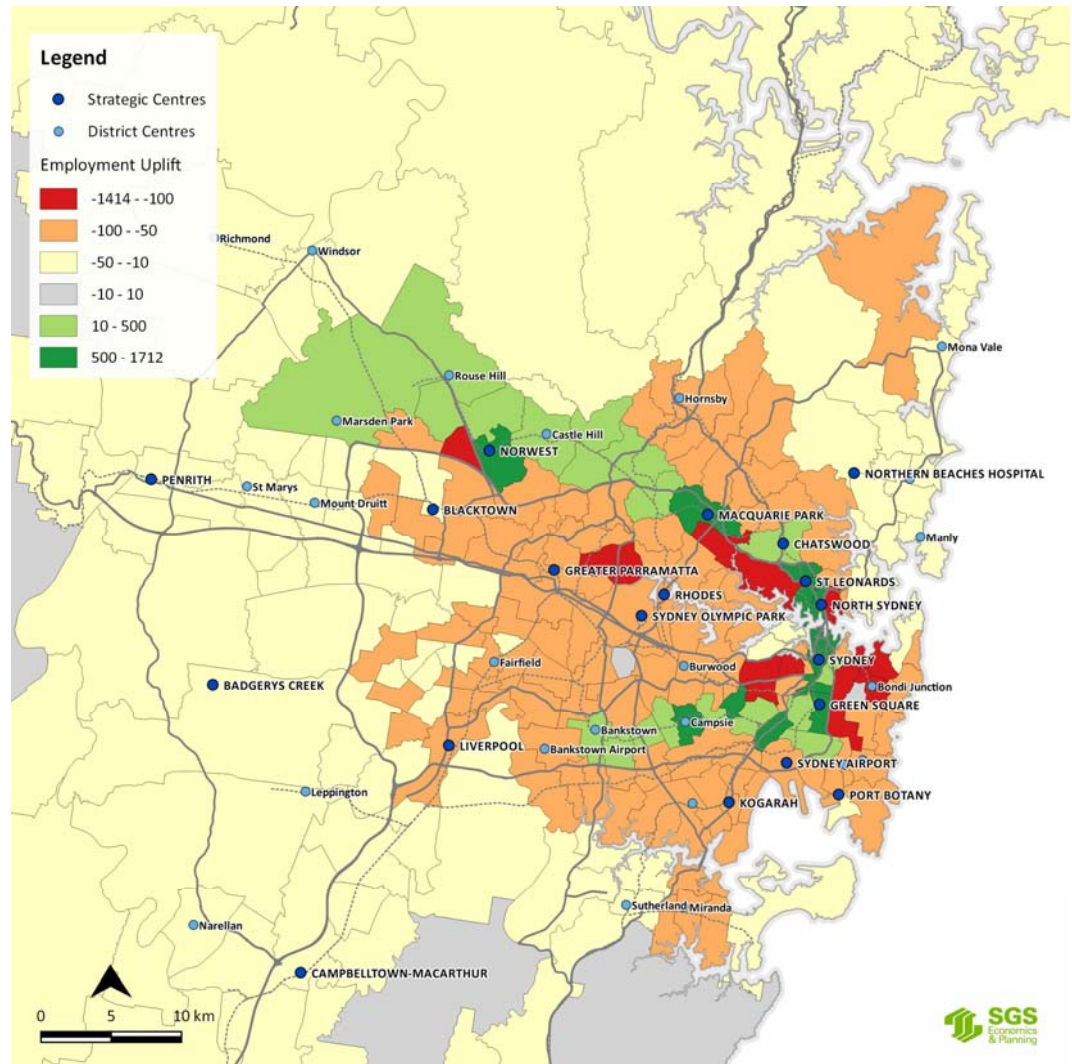 Legend
Strategic Centres
District Centres
Employment Uplift
-1414 - -100
-100 - -50
-50 - -10
-10 - 10
10 - 500
500 - 1712
Richmond
Windsor
Mona Vale
Rouse Hill
Hornsby
Marsden Park
Castle Hill
NORWEST
NORTHERN BEACHES HOSPITAL
PENRITH
St Marys
Mount Druitt
BLACKTOWN
MACQUARIE PARK
Manly
CHATSWOOD
GREATER PARRAMATTA
ST LEONARDS
RHODES
NORTH SYDNEY
SYDNEY OLYMPIC PARK
Fairfield
Burwood
SYDNEY
BADGERYS CREEK
Bondi Junction
GREEN SQUARE
Campsie
Bankstown
LIVERPOOL
Bankstown Airport
SYDNEY AIRPORT
Leppington
KOGARAH
PORT BOTANY
Sutherland
Miranda
Narellan
CAMPBELLTOWN-MACARTHUR
0 5 10 km
SGS
Economics
& Planning